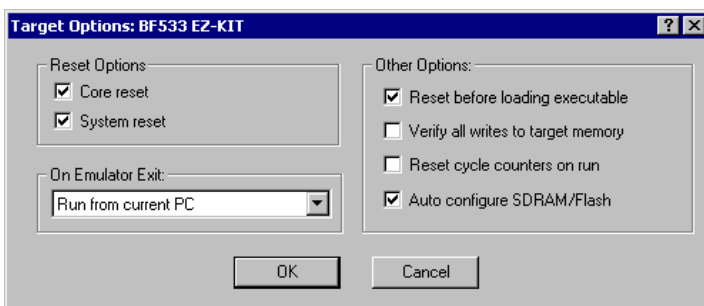 Target Options: BF533 EZ-KIT
Reset Options
Core reset
System reset
On Emulator Exit:
Run from current PC
Other Options:
Reset before loading executable
Verify all writes to target memory
Reset cycle counters on run
Auto configure SDRAM/Flash
OK
Cancel